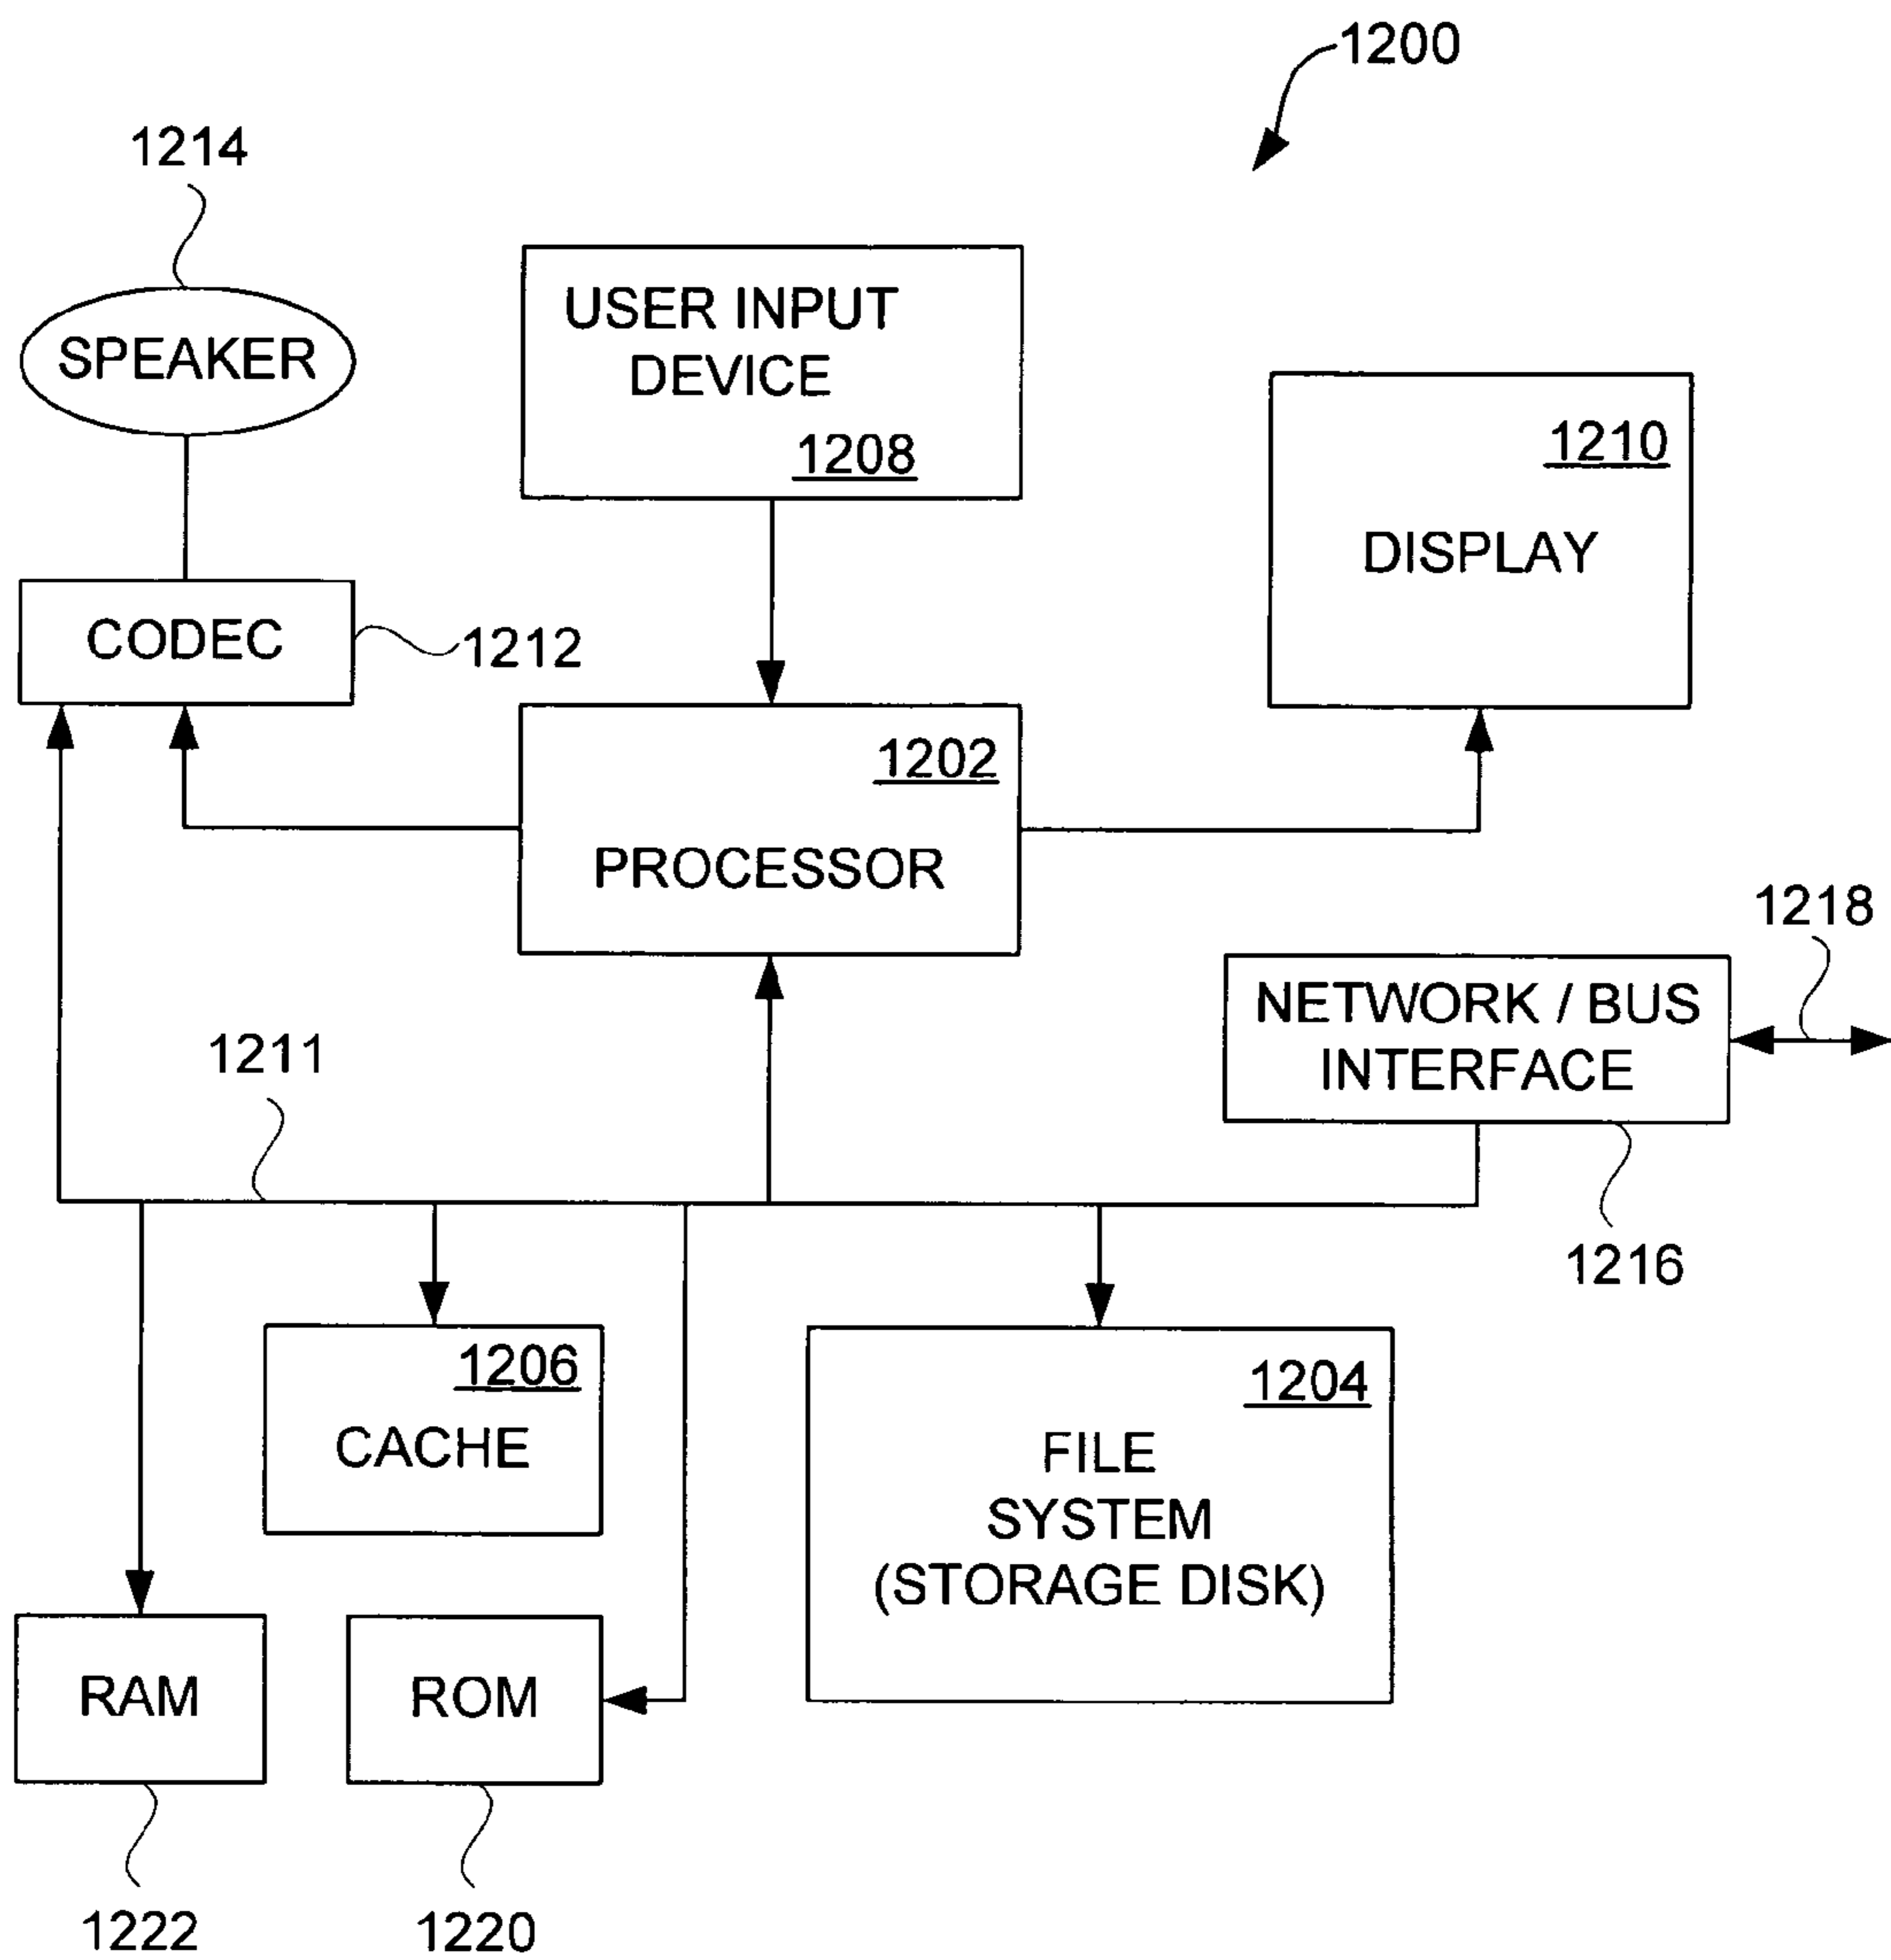 1200
1214
SPEAKER
USER INPUT
DEVICE
1208
1210
DISPLAY
CODEC
1212
1202
PROCESSOR
1218
NETWORK / BUS
INTERFACE
1211
1216
1206
CACHE
1204
FILE
SYSTEM
(STORAGE DISK)
RAM
ROM
1222
1220